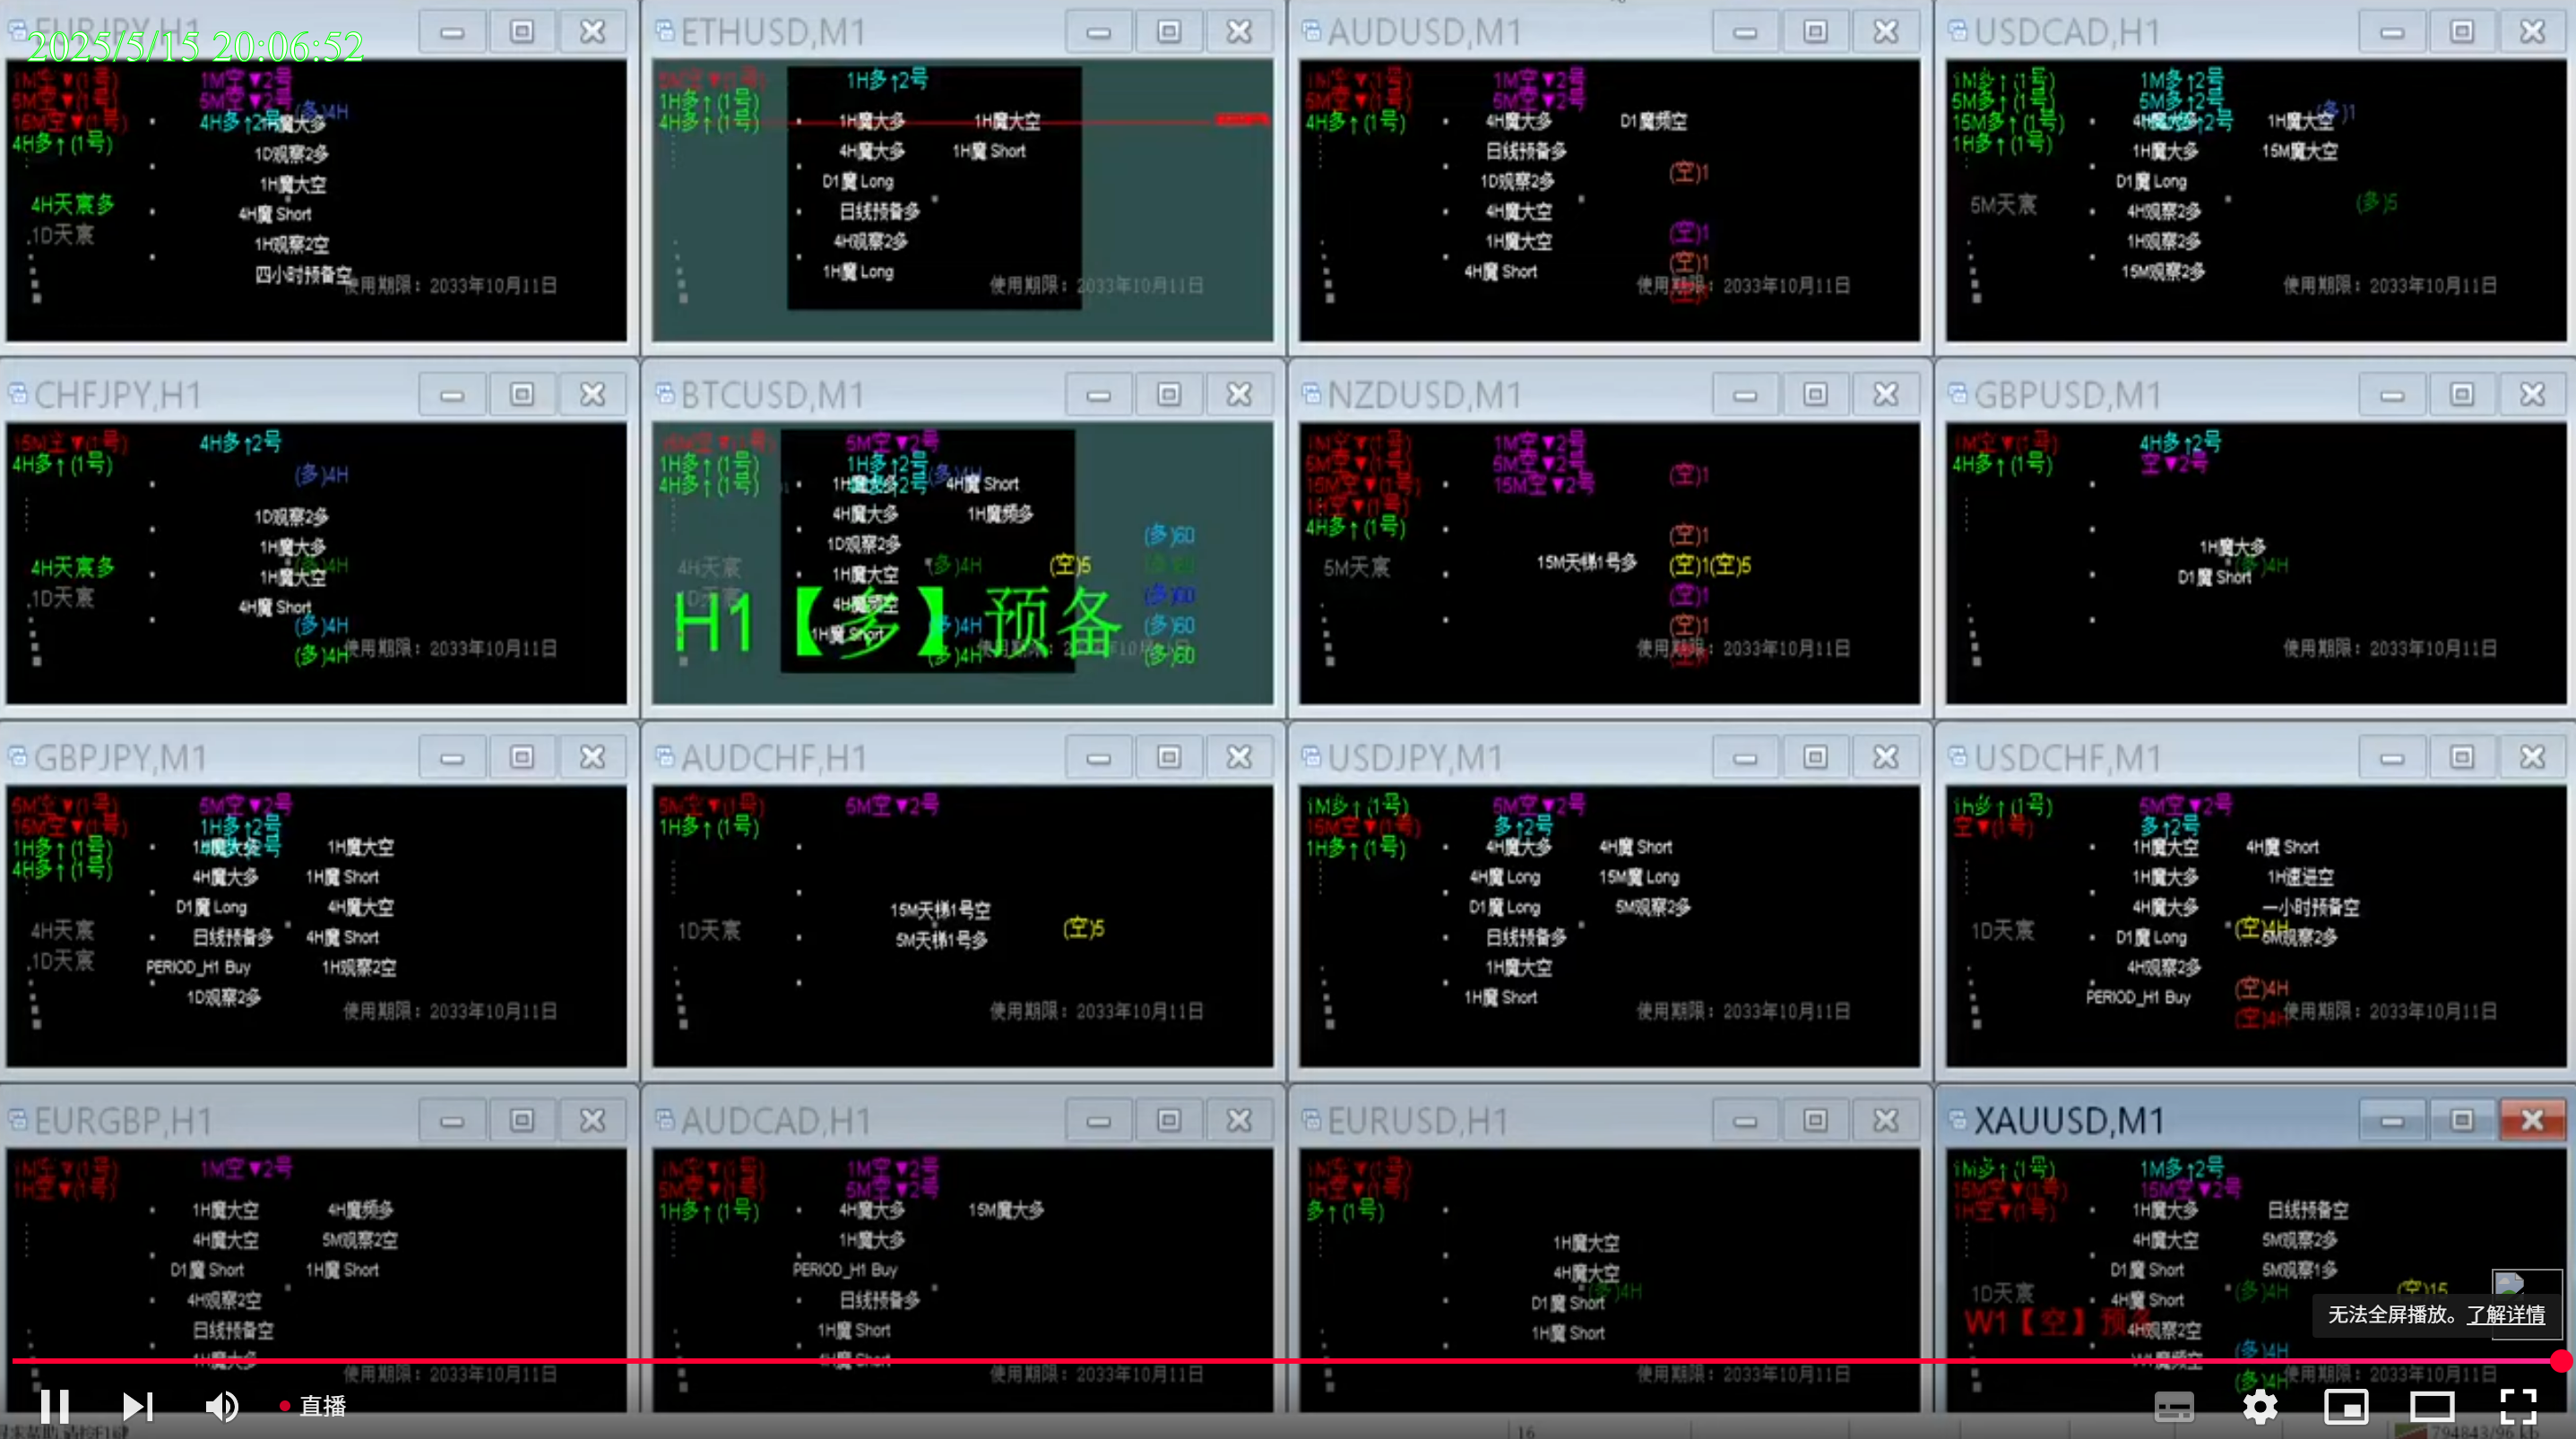 EURJPY,H1
2025/5/15 20:06:52
1M空▼(1号)
5M空▼(1号)
15M空▼(1号)
4H多↑(1号)
1M空▼2号
5M空▼2号
4H多↑2号
(多)4H
1H魔大多
1D观察2多
1H魔大空
4H魔 Short
1H观察2空
四小时预备空
4H天宸多
1D天宸
使用期限：2033年10月11日
ETHUSD,M1
5M空▼(1号)
1H多↑(1号)
4H多↑(1号)
1H多↑2号
1H魔大多 1H魔大空
4H魔大多 1H魔 Short
D1魔 Long
日线预备多
4H观察2多
1H魔 Long
使用期限：2033年10月11日
AUDUSD,M1
1M空▼(1号)
5M空▼(1号)
4H多↑(1号)
1M空▼2号
5M空▼2号
4H魔大多 D1魔频空
日线预备多
1D观察2多
4H魔大空
1H魔大空
4H魔 Short
(空)1
(空)1
(空)1
使用期限：2033年10月11日
USDCAD,H1
1M多↑(1号)
5M多↑(1号)
15M多↑(1号)
1H多↑(1号)
1M多↑2号
5M多↑2号
(多)1
4H魔大多 1H魔大空
1H魔大多 15M魔大空
D1魔 Long
4H观察2多
1H观察2多
15M观察2多
5M天宸
(多)5
使用期限：2033年10月11日
CHFJPY,H1
15M空▼(1号)
4H多↑(1号)
4H多↑2号
(多)4H
1D观察2多
1H魔大多
(多)4H
1H魔大空
4H魔 Short
(多)4H
(多)4H
4H天宸多
1D天宸
使用期限：2033年10月11日
BTCUSD,M1
15M空▼(1号)
1H多↑(1号)
4H多↑(1号)
5M空▼2号
1H多↑2号
(多)4H
1H魔大多 4H魔 Short
4H魔大多 1H魔频多
1D观察2多
1H魔大空
4H魔频空
1H魔 Short
4H天宸
1D天宸
(多)4H
(空)5
(多)60
(多)60
(多)60
(多)60
H1【多】预备
(多)4H
(多)4H
NZDUSD,M1
1M空▼(1号)
5M空▼(1号)
15M空▼(1号)
1H空▼(1号)
4H多↑(1号)
1M空▼2号
5M空▼2号
15M空▼2号
(空)1
(空)1
15M天梯1号多
(空)1(空)5
(空)1
(空)1
5M天宸
使用期限：2033年10月11日
GBPUSD,M1
1M空▼(1号)
4H多↑(1号)
4H多↑2号
空▼2号
1H魔大多
(多)4H
D1魔 Short
使用期限：2033年10月11日
GBPJPY,M1
5M空▼(1号)
15M空▼(1号)
1H多↑(1号)
4H多↑(1号)
5M空▼2号
1H多↑2号
1H魔大多 1H魔大空
4H魔大多 1H魔 Short
D1魔 Long 4H魔大空
日线预备多 4H魔 Short
PERIOD_H1 Buy 1H观察2空
1D观察2多
4H天宸
1D天宸
使用期限：2033年10月11日
AUDCHF,H1
5M空▼(1号)
1H多↑(1号)
5M空▼2号
15M天梯1号空
5M天梯1号多
(空)5
1D天宸
使用期限：2033年10月11日
USDJPY,M1
1M多↑(1号)
15M空▼(1号)
1H多↑(1号)
5M空▼2号
多↑2号
4H魔大多 4H魔 Short
4H魔 Long 15M魔 Long
D1魔 Long 5M观察2多
日线预备多
1H魔大空
1H魔 Short
使用期限：2033年10月11日
USDCHF,M1
1H多↑(1号)
空▼(1号)
5M空▼2号
多↑2号
1H魔大空 4H魔 Short
1H魔大多 1H速进空
4H魔大多 一小时预备空
D1魔 Long 5M观察2多
4H观察2多
PERIOD_H1 Buy
(空)4H
(空)4H
(空)4H
1D天宸
使用期限：2033年10月11日
EURGBP,H1
1M空▼(1号)
1H空▼(1号)
1M空▼2号
1H魔大空 4H魔频多
4H魔大空 5M观察2空
D1魔 Short 1H魔 Short
4H观察2空
日线预备空
1H魔大多
使用期限：2033年10月11日
AUDCAD,H1
1M空▼(1号)
5M空▼(1号)
1H多↑(1号)
1M空▼2号
5M空▼2号
4H魔大多 15M魔大多
1H魔大多
PERIOD_H1 Buy
日线预备多
1H魔 Short
4H魔 Short
使用期限：2033年10月11日
EURUSD,H1
1M空▼(1号)
1H空▼(1号)
多↑(1号)
1H魔大空
4H魔大空
(多)4H
D1魔 Short
1H魔 Short
使用期限：2033年10月11日
XAUUSD,M1
1M多↑(1号)
15M空▼(1号)
1H空▼(1号)
1M多↑2号
15M空▼2号
1H魔大多 日线预备空
4H魔大空 5M观察2多
D1魔 Short 5M观察1多
4H魔 Short
4H观察2空
1D天宸
(多)4H
(空)15
W1【空】预
(多)4H
(多)4H
使用期限：2033年10月11日
无法全屏播放。了解详情
直播
16
794843/96 kb